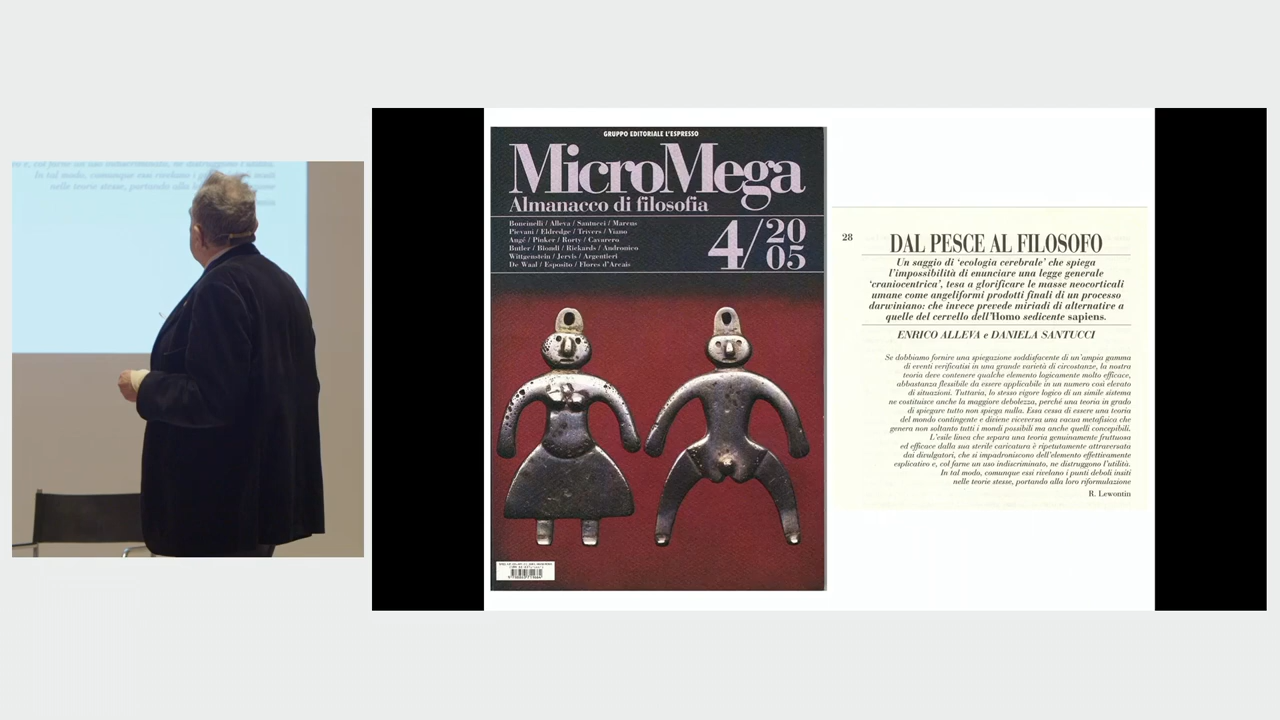 GRUPPO EDITORIALE L'ESPRESSO
MicroMega
Almanacco di filosofia
Boncinelli / Alleva / Santucci / Marcus
Pievani / Eldredge / Trivers / Viano
Angé / Pinker / Rorty / Cavarero
Butler / Biondi / Rickards / Andronico
Wittgenstein / Jervis / Argentieri
De Waal / Esposito / Flores d'Arcais
4/2005
28
DAL PESCE AL FILOSOFO
Un saggio di 'ecologia cerebrale' che spiega
l'impossibilità di enunciare una legge generale
'craniocentrica', tesa a glorificare le masse neocorticali
umane come angeliformi prodotti finali di un processo
darwiniano: che invece prevede miriadi di alternative a
quelle del cervello dell'Homo sedicente sapiens.
ENRICO ALLEVA e DANIELA SANTUCCI
Se dobbiamo fornire una spiegazione soddisfacente di un'ampia gamma
di eventi verificatisi in una grande varietà di circostanze, la nostra
teoria deve contenere qualche elemento logicamente molto efficace,
abbastanza flessibile da essere applicabile in un numero così elevato
di situazioni. Tuttavia, lo stesso vigore logico di un simile sistema
ne costituisce anche la maggiore debolezza, perché una teoria in grado
di spiegare tutto non spiega nulla. Essa cessa di essere una teoria
del mondo contingente e diviene viceversa una vacua metafisica che
genera non soltanto tutti i mondi possibili ma anche quelli concepibili.
L'esile linea che separa una teoria genuinamente fruttuosa
ed efficace dalla sua sterile caricatura è ripetutamente attraversata
dai divulgatori, che si impadroniscono dell'elemento effettivamente
esplicativo e, col farne un uso indiscriminato, ne distruggono l'utilità.
In tal modo, comunque essi rivelano i punti deboli insiti
nelle teorie stesse, portando alla loro riformulazione
R. Lewontin